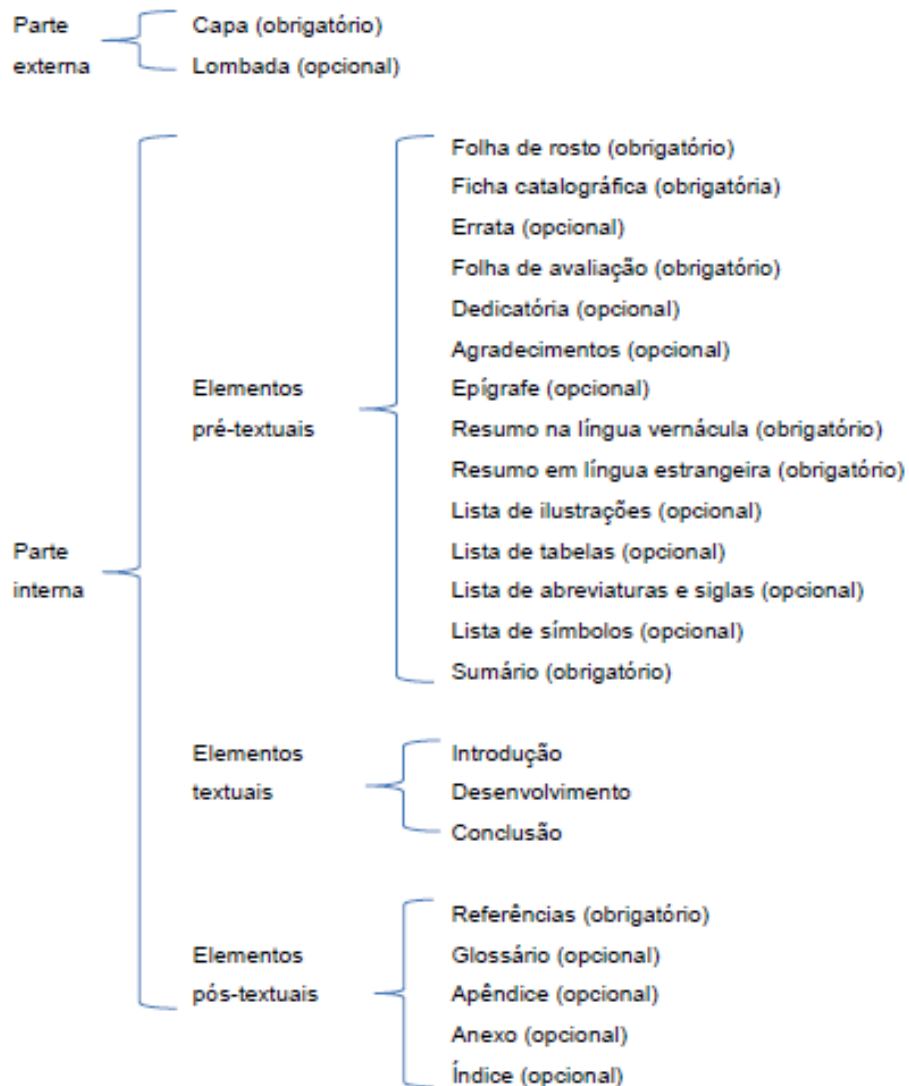 Parte
externa
Capa (obrigatório)
Lombada (opcional)
Parte
interna
Elementos
pré-textuais
Folha de rosto (obrigatório)
Ficha catalográfica (obrigatória)
Errata (opcional)
Folha de avaliação (obrigatório)
Dedicatória (opcional)
Agradecimentos (opcional)
Epígrafe (opcional)
Resumo na língua vernácula (obrigatório)
Resumo em língua estrangeira (obrigatório)
Lista de ilustrações (opcional)
Lista de tabelas (opcional)
Lista de abreviaturas e siglas (opcional)
Lista de símbolos (opcional)
Sumário (obrigatório)
Elementos
textuais
Introdução
Desenvolvimento
Conclusão
Elementos
pós-textuais
Referências (obrigatório)
Glossário (opcional)
Apêndice (opcional)
Anexo (opcional)
Índice (opcional)